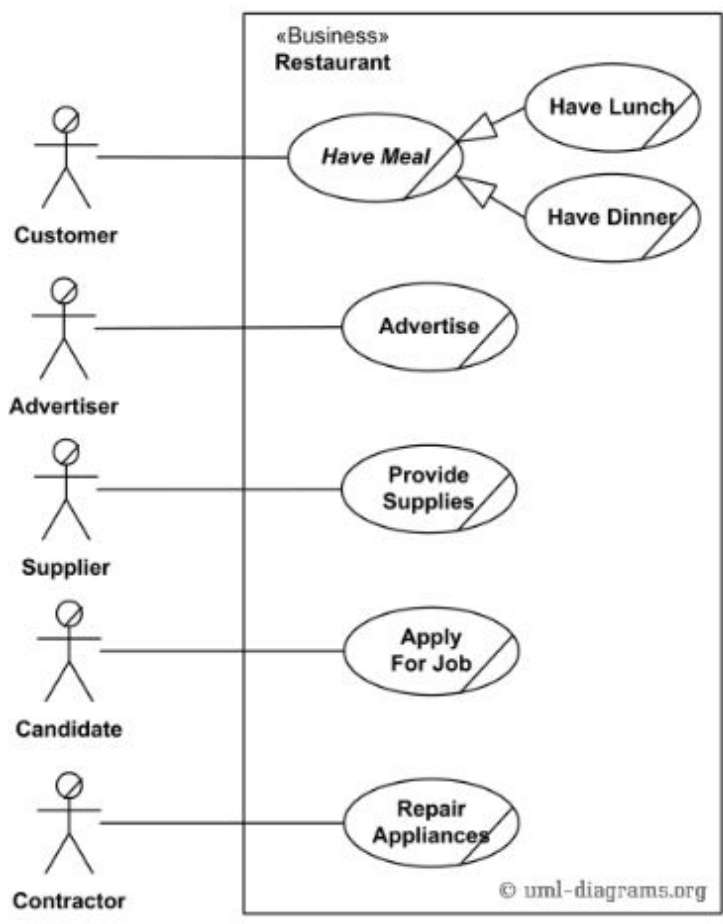 «Business»
Restaurant
Have Lunch
Have Meal
Have Dinner
Customer
Advertise
Advertiser
Provide
Supplies
Supplier
Apply
For Job
Candidate
Repair
Appliances
Contractor
© uml-diagrams.org